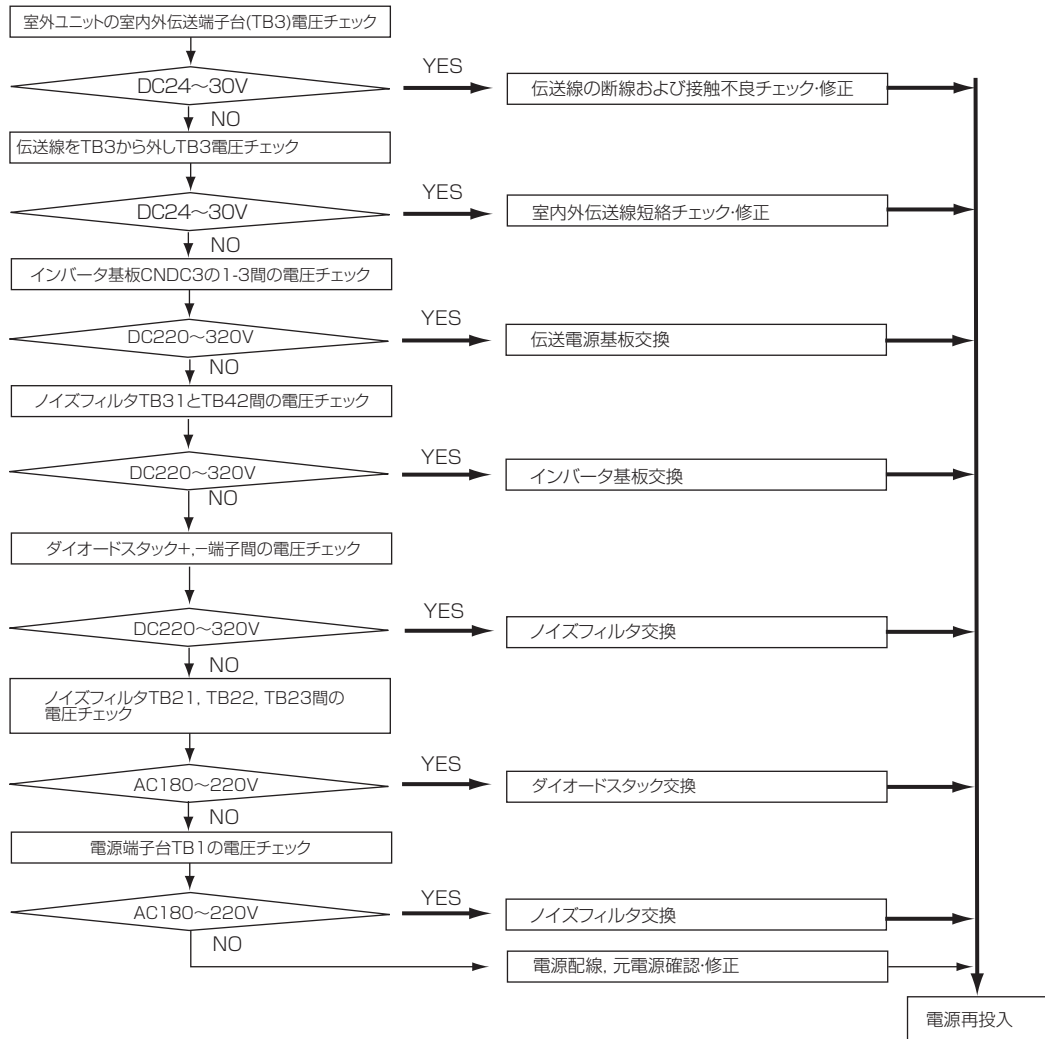 室外ユニットの室内外伝送端子台(TB3)電圧チェック
DC24～30V
YES
伝送線の断線および接触不良チェック・修正
NO
伝送線をTB3から外しTB3電圧チェック
DC24～30V
YES
室内外伝送線短絡チェック・修正
NO
インバータ基板CNDC3の1-3間の電圧チェック
DC220～320V
YES
伝送電源基板交換
NO
ノイズフィルタTB31とTB42間の電圧チェック
DC220～320V
YES
インバータ基板交換
NO
ダイオードスタック+,−端子間の電圧チェック
DC220～320V
YES
ノイズフィルタ交換
NO
ノイズフィルタTB21, TB22, TB23間の
電圧チェック
AC180～220V
YES
ダイオードスタック交換
NO
電源端子台TB1の電圧チェック
AC180～220V
YES
ノイズフィルタ交換
NO
電源配線, 元電源確認・修正
電源再投入